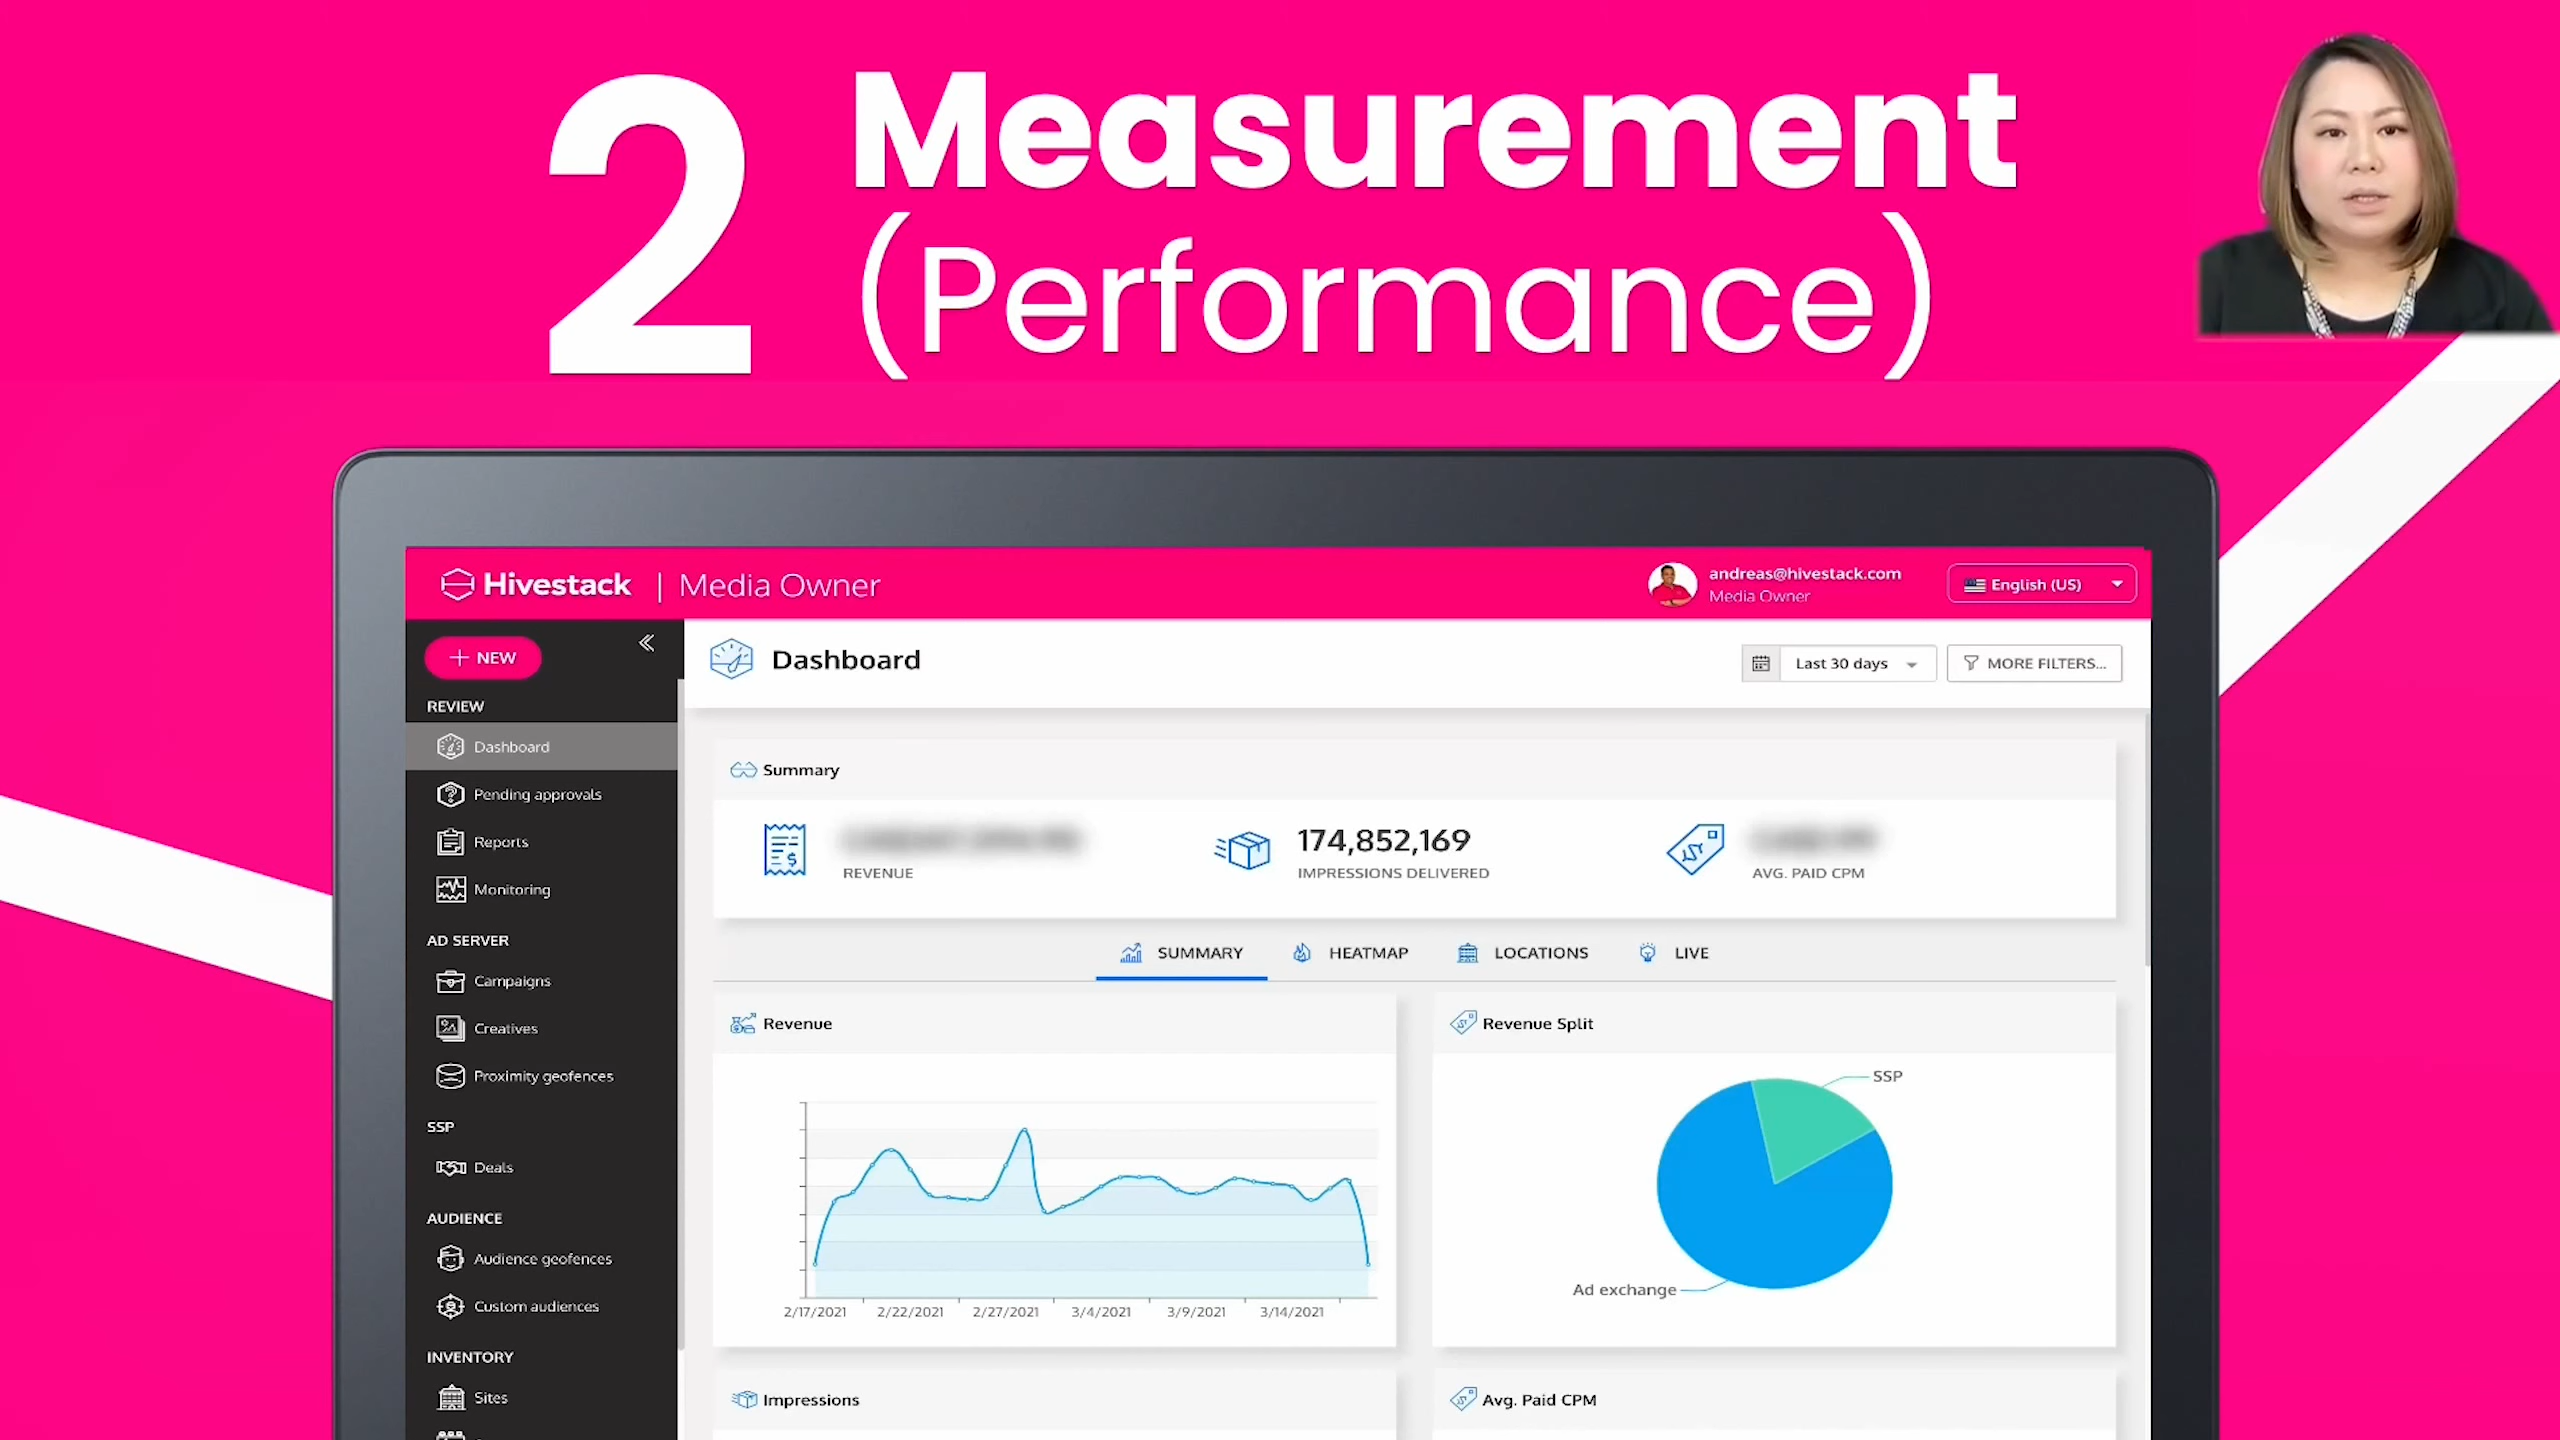 2 Measurement
(Performance)
Hivestack | Media Owner
andreas@hivestack.com
Media Owner
English (US)
+ NEW
Dashboard
Last 30 days
MORE FILTERS...
REVIEW
Dashboard
Pending approvals
Reports
Monitoring
AD SERVER
Campaigns
Creatives
Proximity geofences
SSP
Deals
AUDIENCE
Audience geofences
Custom audiences
INVENTORY
Sites
Summary
REVENUE
174,852,169
IMPRESSIONS DELIVERED
AVG. PAID CPM
SUMMARY
HEATMAP
LOCATIONS
LIVE
Revenue
2/17/2021
2/22/2021
2/27/2021
3/4/2021
3/9/2021
3/14/2021
Revenue Split
SSP
Ad exchange
Impressions
Avg. Paid CPM